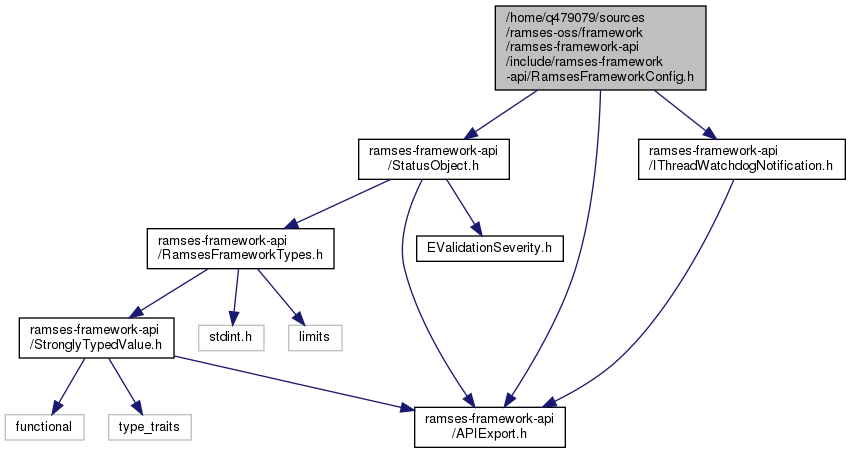 /home/q479079/sources
/ramses-oss/framework
/ramses-framework-api
/include/ramses-framework
-api/RamsesFrameworkConfig.h
ramses-framework-api
/StatusObject.h
ramses-framework-api
/IThreadWatchdogNotification.h
ramses-framework-api
/RamsesFrameworkTypes.h
EValidationSeverity.h
ramses-framework-api
/StronglyTypedValue.h
stdint.h
limits
functional
type_traits
ramses-framework-api
/APIExport.h